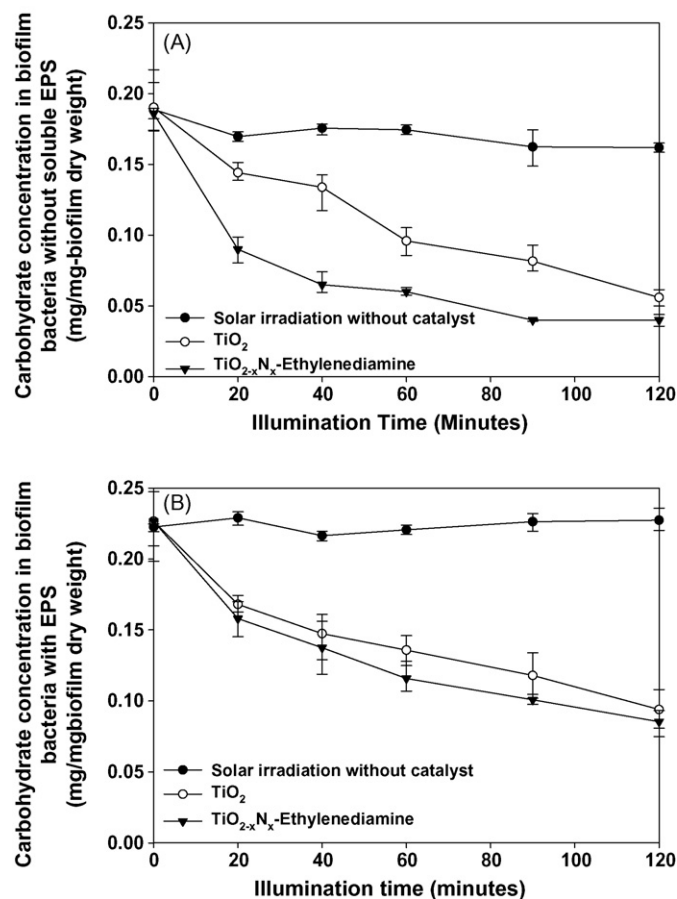 (A)
Carbohydrate concentration in biofilm
bacteria without soluble EPS
(mg/mg-biofilm dry weight)
0.25
0.20
0.15
0.10
0.05
0.00
Solar irradiation without catalyst
TiO₂
TiO₂₋ₓNₓ-Ethylenediamine
0 20 40 60 80 100 120
Illumination Time (Minutes)
(B)
Carbohydrate concentration in biofilm
bacteria with EPS
(mg/mgbiofilm dry weight)
0.25
0.20
0.15
0.10
0.05
0.00
Solar irradiation without catalyst
TiO₂
TiO₂₋ₓNₓ-Ethylenediamine
0 20 40 60 80 100 120
Illumination time (minutes)